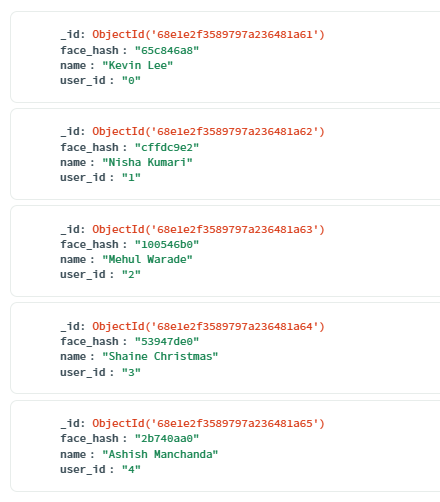 _id: ObjectId('68e1e2f3589797a236481a61')
face_hash : "65c846a8"
name : "Kevin Lee"
user_id : "0"
_id: ObjectId('68e1e2f3589797a236481a62')
face_hash : "cffdc9e2"
name : "Nisha Kumari"
user_id : "1"
_id: ObjectId('68e1e2f3589797a236481a63')
face_hash : "100546b0"
name : "Mehul Warade"
user_id : "2"
_id: ObjectId('68e1e2f3589797a236481a64')
face_hash : "53947de0"
name : "Shaine Christmas"
user_id : "3"
_id: ObjectId('68e1e2f3589797a236481a65')
face_hash : "2b740aa0"
name : "Ashish Manchanda"
user_id : "4"